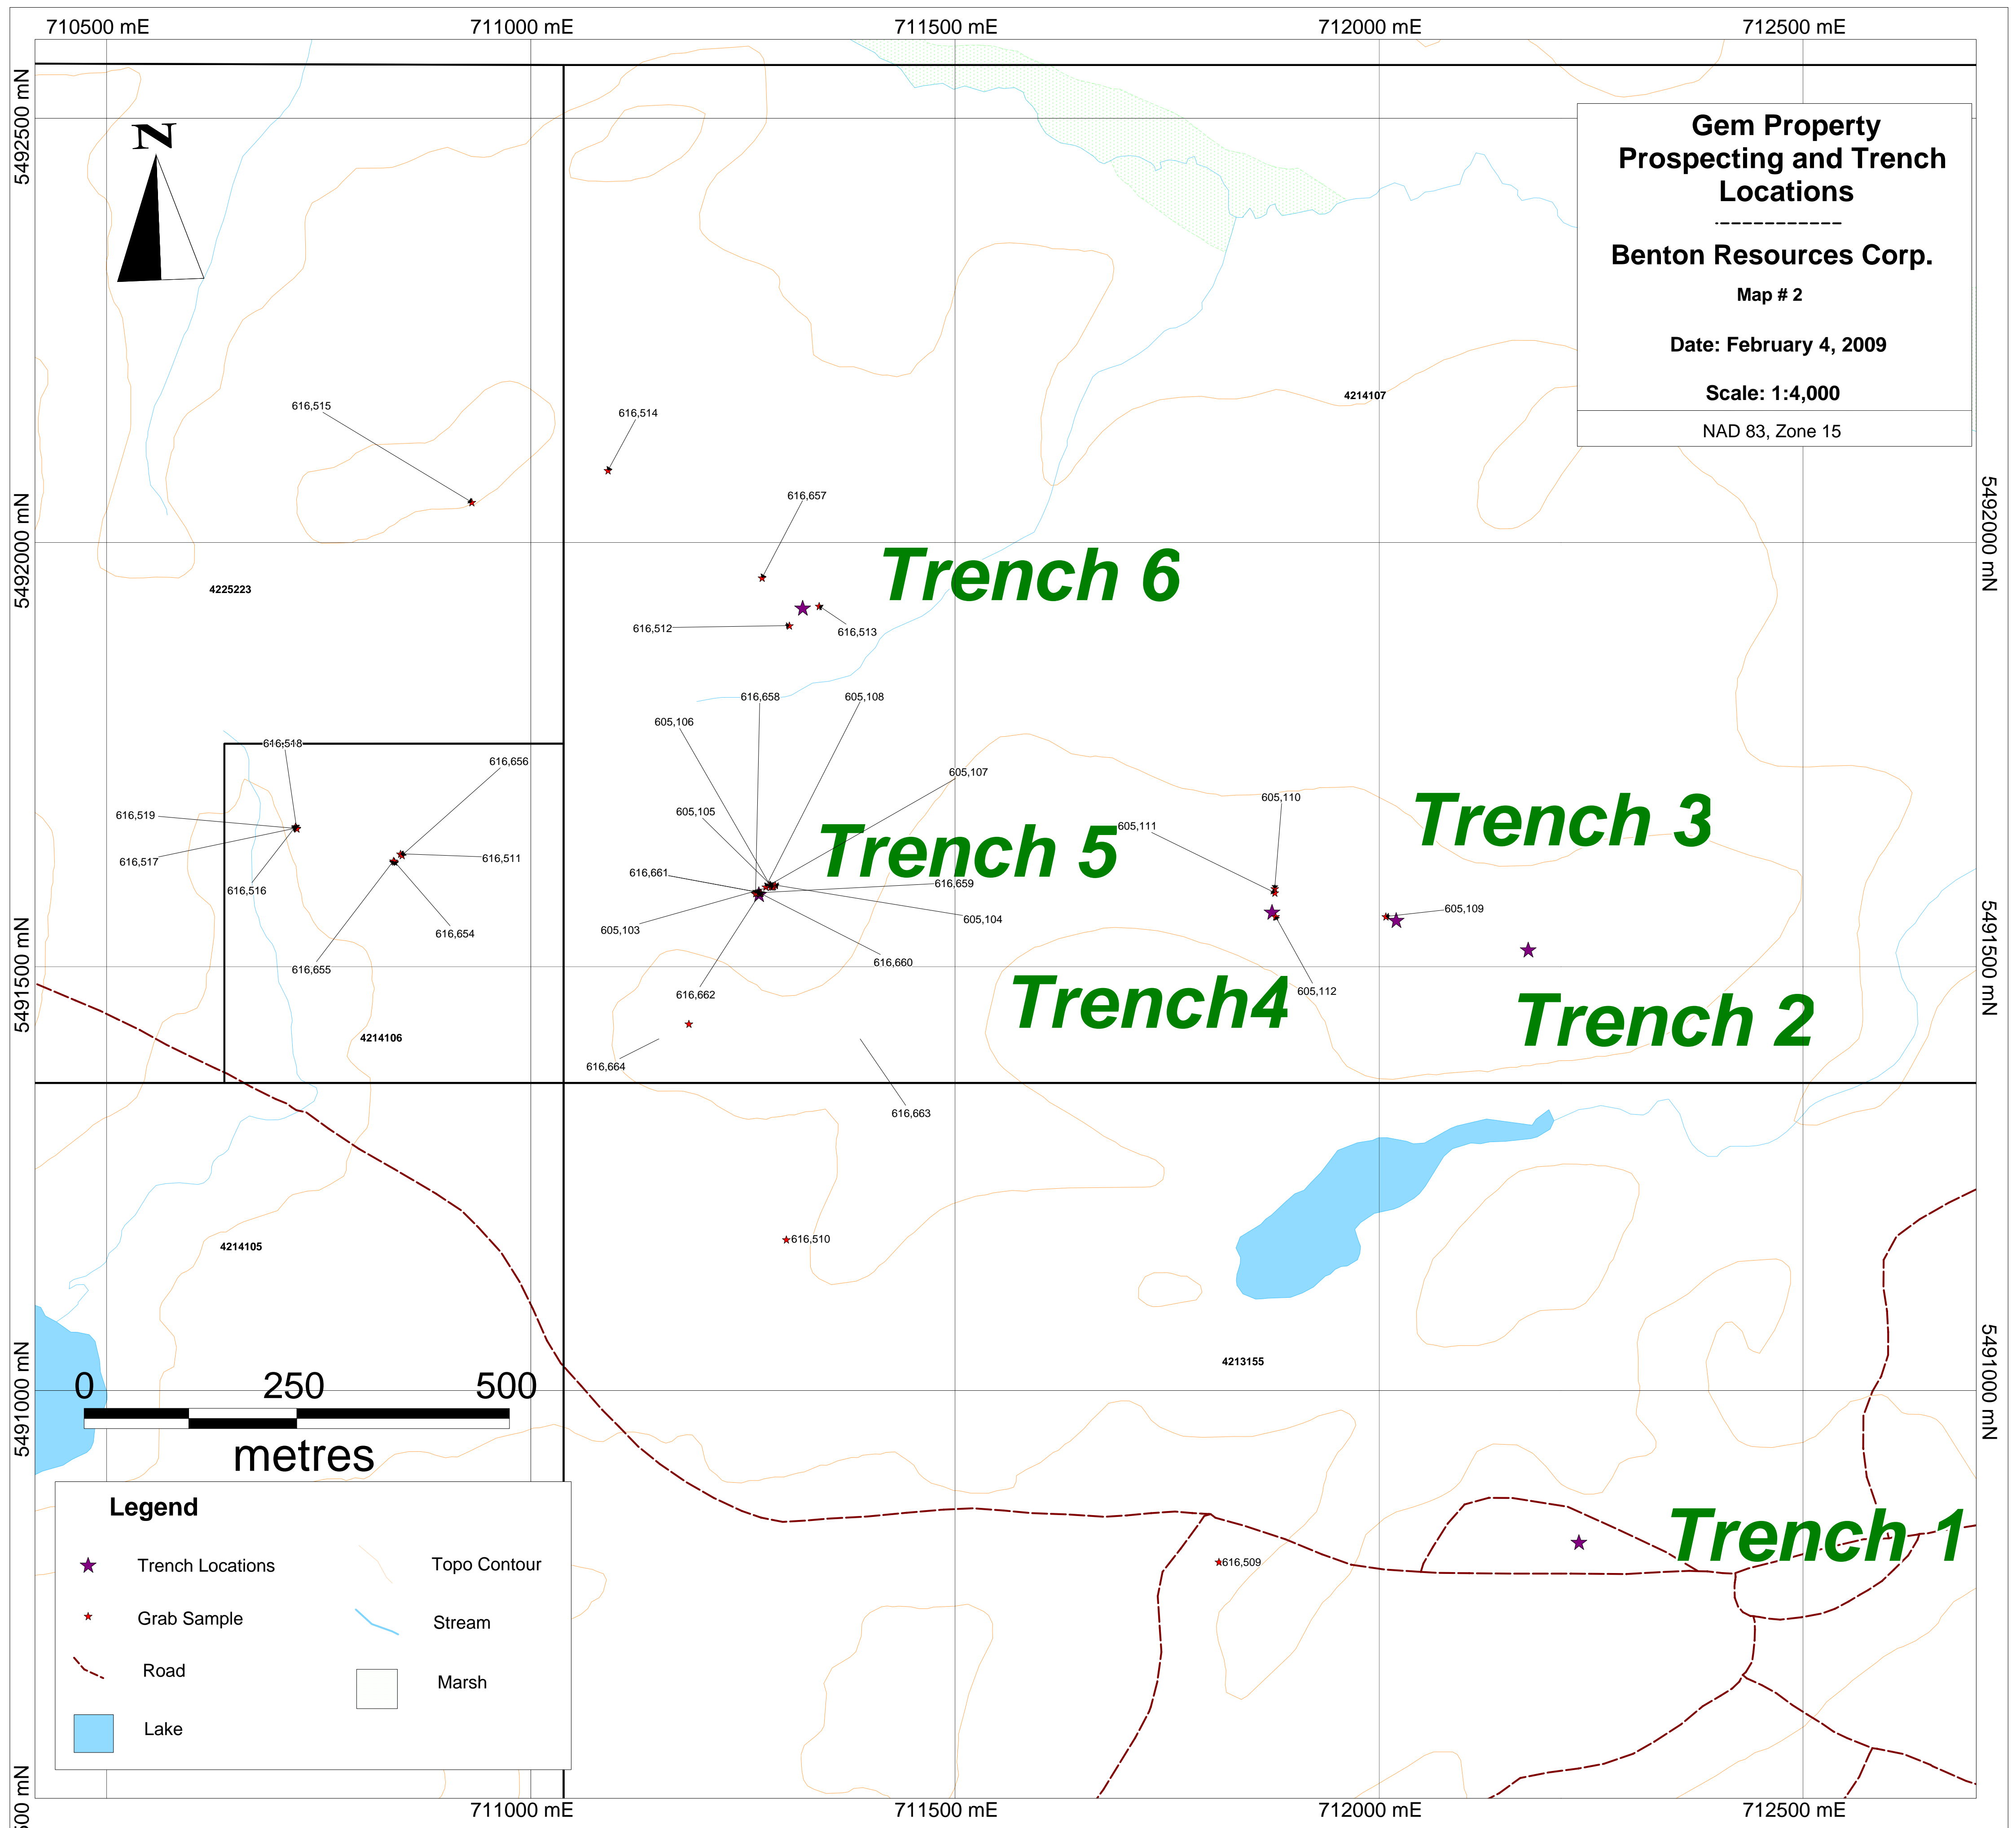 710500 mE
711000 mE
711500 mE
712000 mE
712500 mE
5492500 mN
N
Gem Property
Prospecting and Trench
Locations
Benton Resources Corp.
Map # 2
Date: February 4, 2009
Scale: 1:4,000
NAD 83, Zone 15
4214107
616,515
616,514
616,657
5492000 mN
5492000 mN
Trench 6
4225223
616,512
616,513
616,658
605,108
605,106
616,518
616,656
605,107
605,110
616,519
605,105
605,111
Trench 3
Trench 5
616,517
616,511
616,516
616,661
616,659
605,109
605,103
605,104
616,654
616,660
616,655
616,662
605,112
5491500 mN
5491500 mN
Trench4
Trench 2
4214106
616,664
616,663
4214105
616,510
4213155
5491000 mN
5491000 mN
0
250
500
metres
Legend
Trench Locations
Topo Contour
Grab Sample
Stream
Road
Marsh
Lake
Trench 1
616,509
500 mN
711000 mE
711500 mE
712000 mE
712500 mE